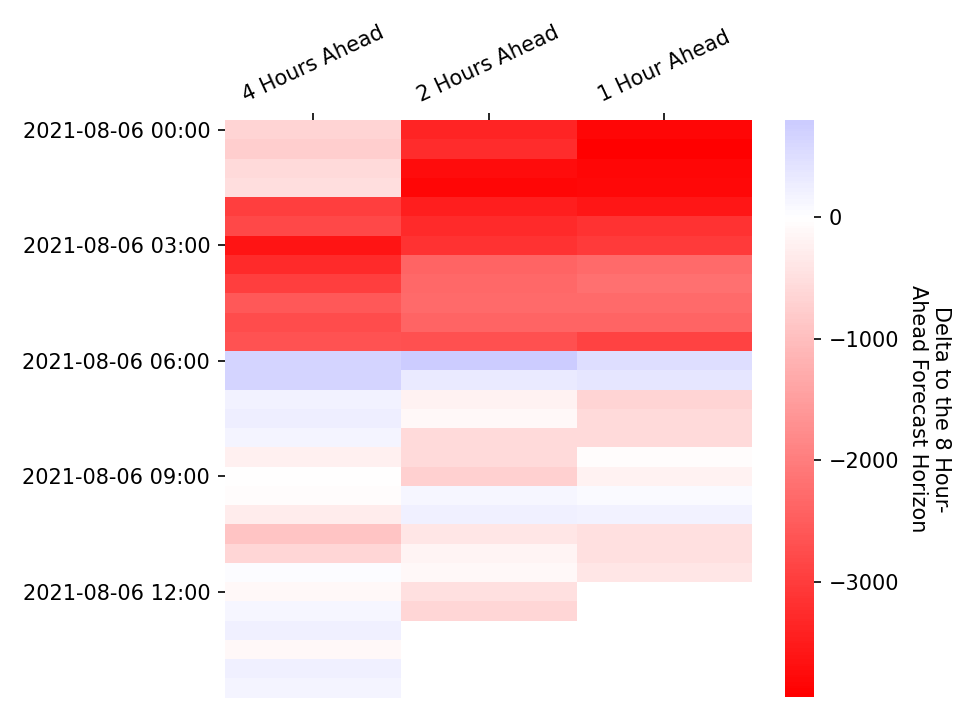 4 Hours Ahead
2 Hours Ahead
1 Hour Ahead
2021-08-06 00:00
2021-08-06 03:00
2021-08-06 06:00
2021-08-06 09:00
2021-08-06 12:00
0
−1000
−2000
−3000
Delta to the 8 Hour-
Ahead Forecast Horizon